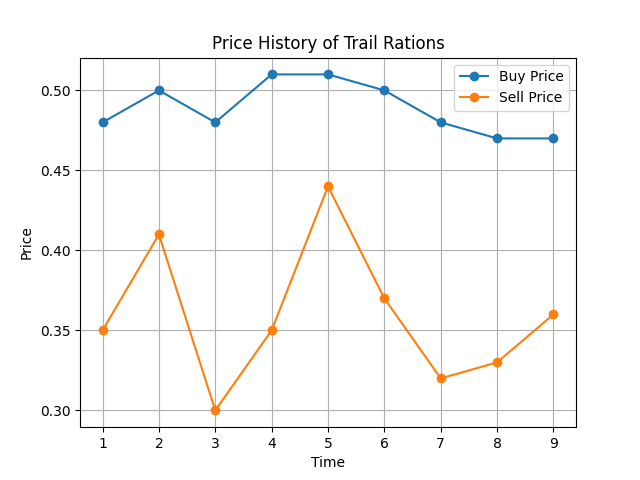 Price History of Trail Rations
Buy Price
Sell Price
0.50
0.45
0.40
0.35
0.30
Price
1 2 3 4 5 6 7 8 9
Time